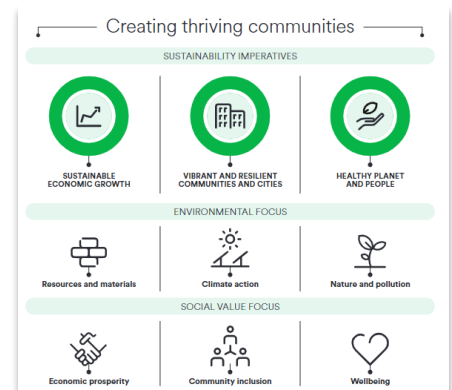 Creating thriving communities
SUSTAINABILITY IMPERATIVES
SUSTAINABLE
ECONOMIC GROWTH
VIBRANT AND RESILIENT
COMMUNITIES AND CITIES
HEALTHY PLANET
AND PEOPLE
ENVIRONMENTAL FOCUS
Resources and materials
Climate action
Nature and pollution
SOCIAL VALUE FOCUS
Economic prosperity
Community inclusion
Wellbeing